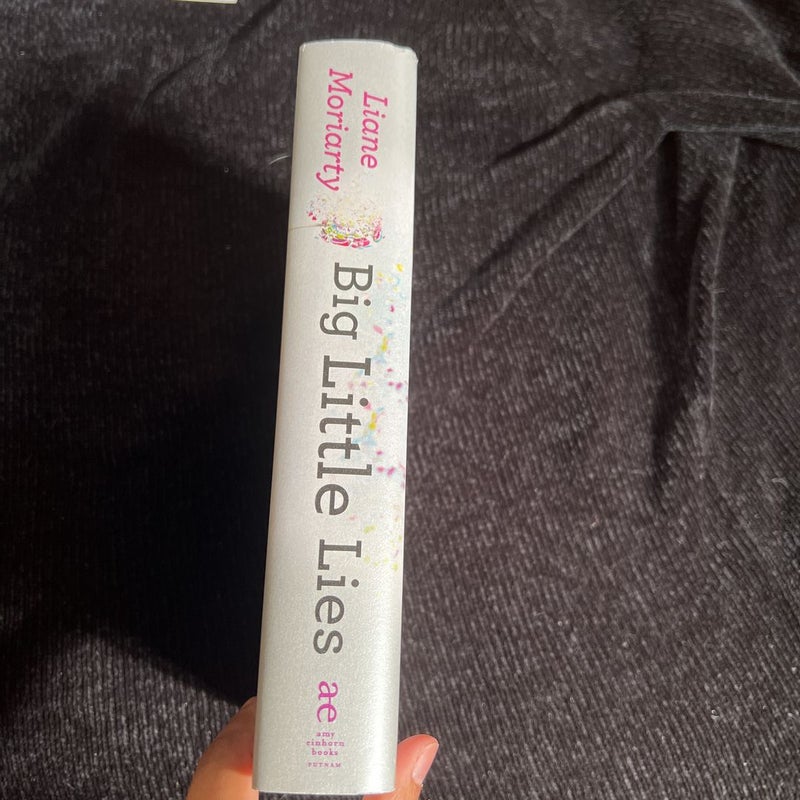 Liane
Moriarty
Big Little Lies
ae
amy
einhorn
books
PUTNAM